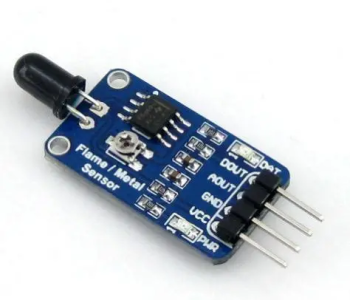 Flame / Metal
Sensor
DOUT
DAT
AOUT
GND
VCC
PWR